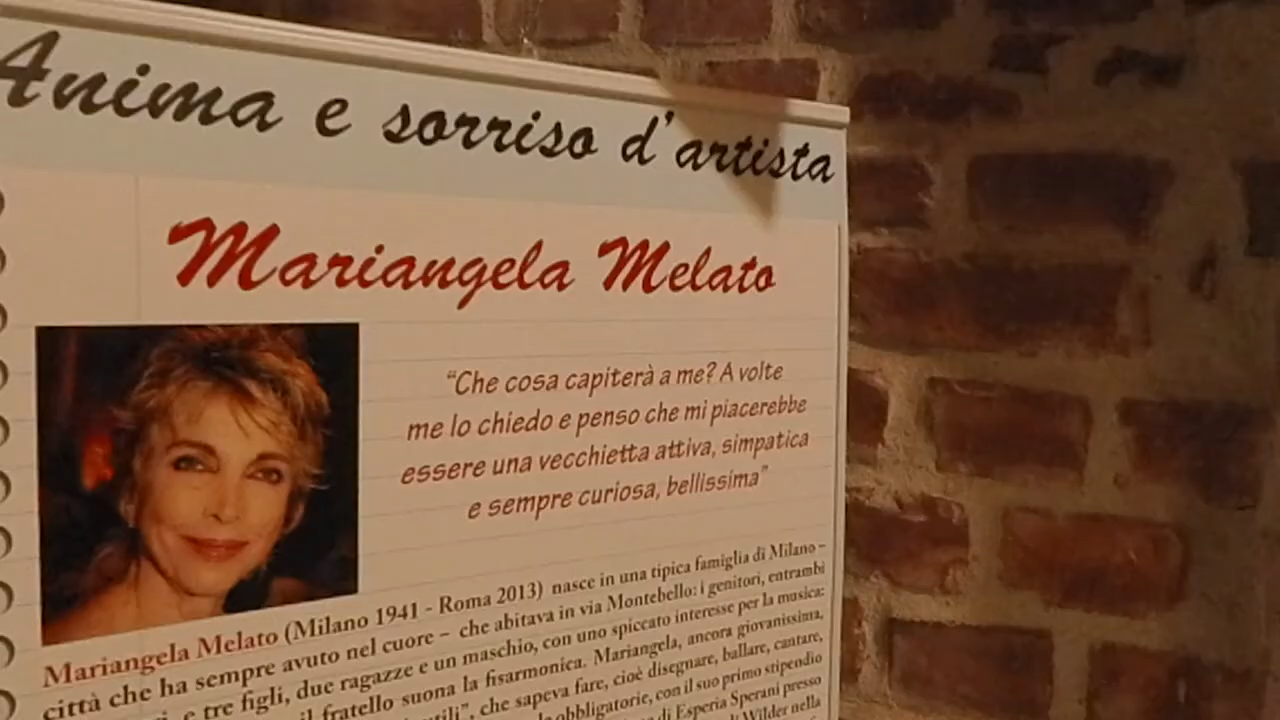 Anima e sorriso d'artista
Mariangela Melato
“Che cosa capiterà a me? A volte
me lo chiedo e penso che mi piacerebbe
essere una vecchietta attiva, simpatica
e sempre curiosa, bellissima”
Mariangela Melato (Milano 1941 - Roma 2013) nasce in una tipica famiglia di Milano –
città che ha sempre avuto nel cuore – che abitava in via Montebello: i genitori, entrambi
e tre figli, due ragazze e un maschio, con uno spiccato interesse per la musica:
il fratello suona la fisarmonica. Mariangela, ancora giovanissima,
”, che sapeva fare, cioè disegnare, ballare, cantare,
obbligatorie, con il suo primo stipendio
di Esperia Sperani presso
Wilder nella